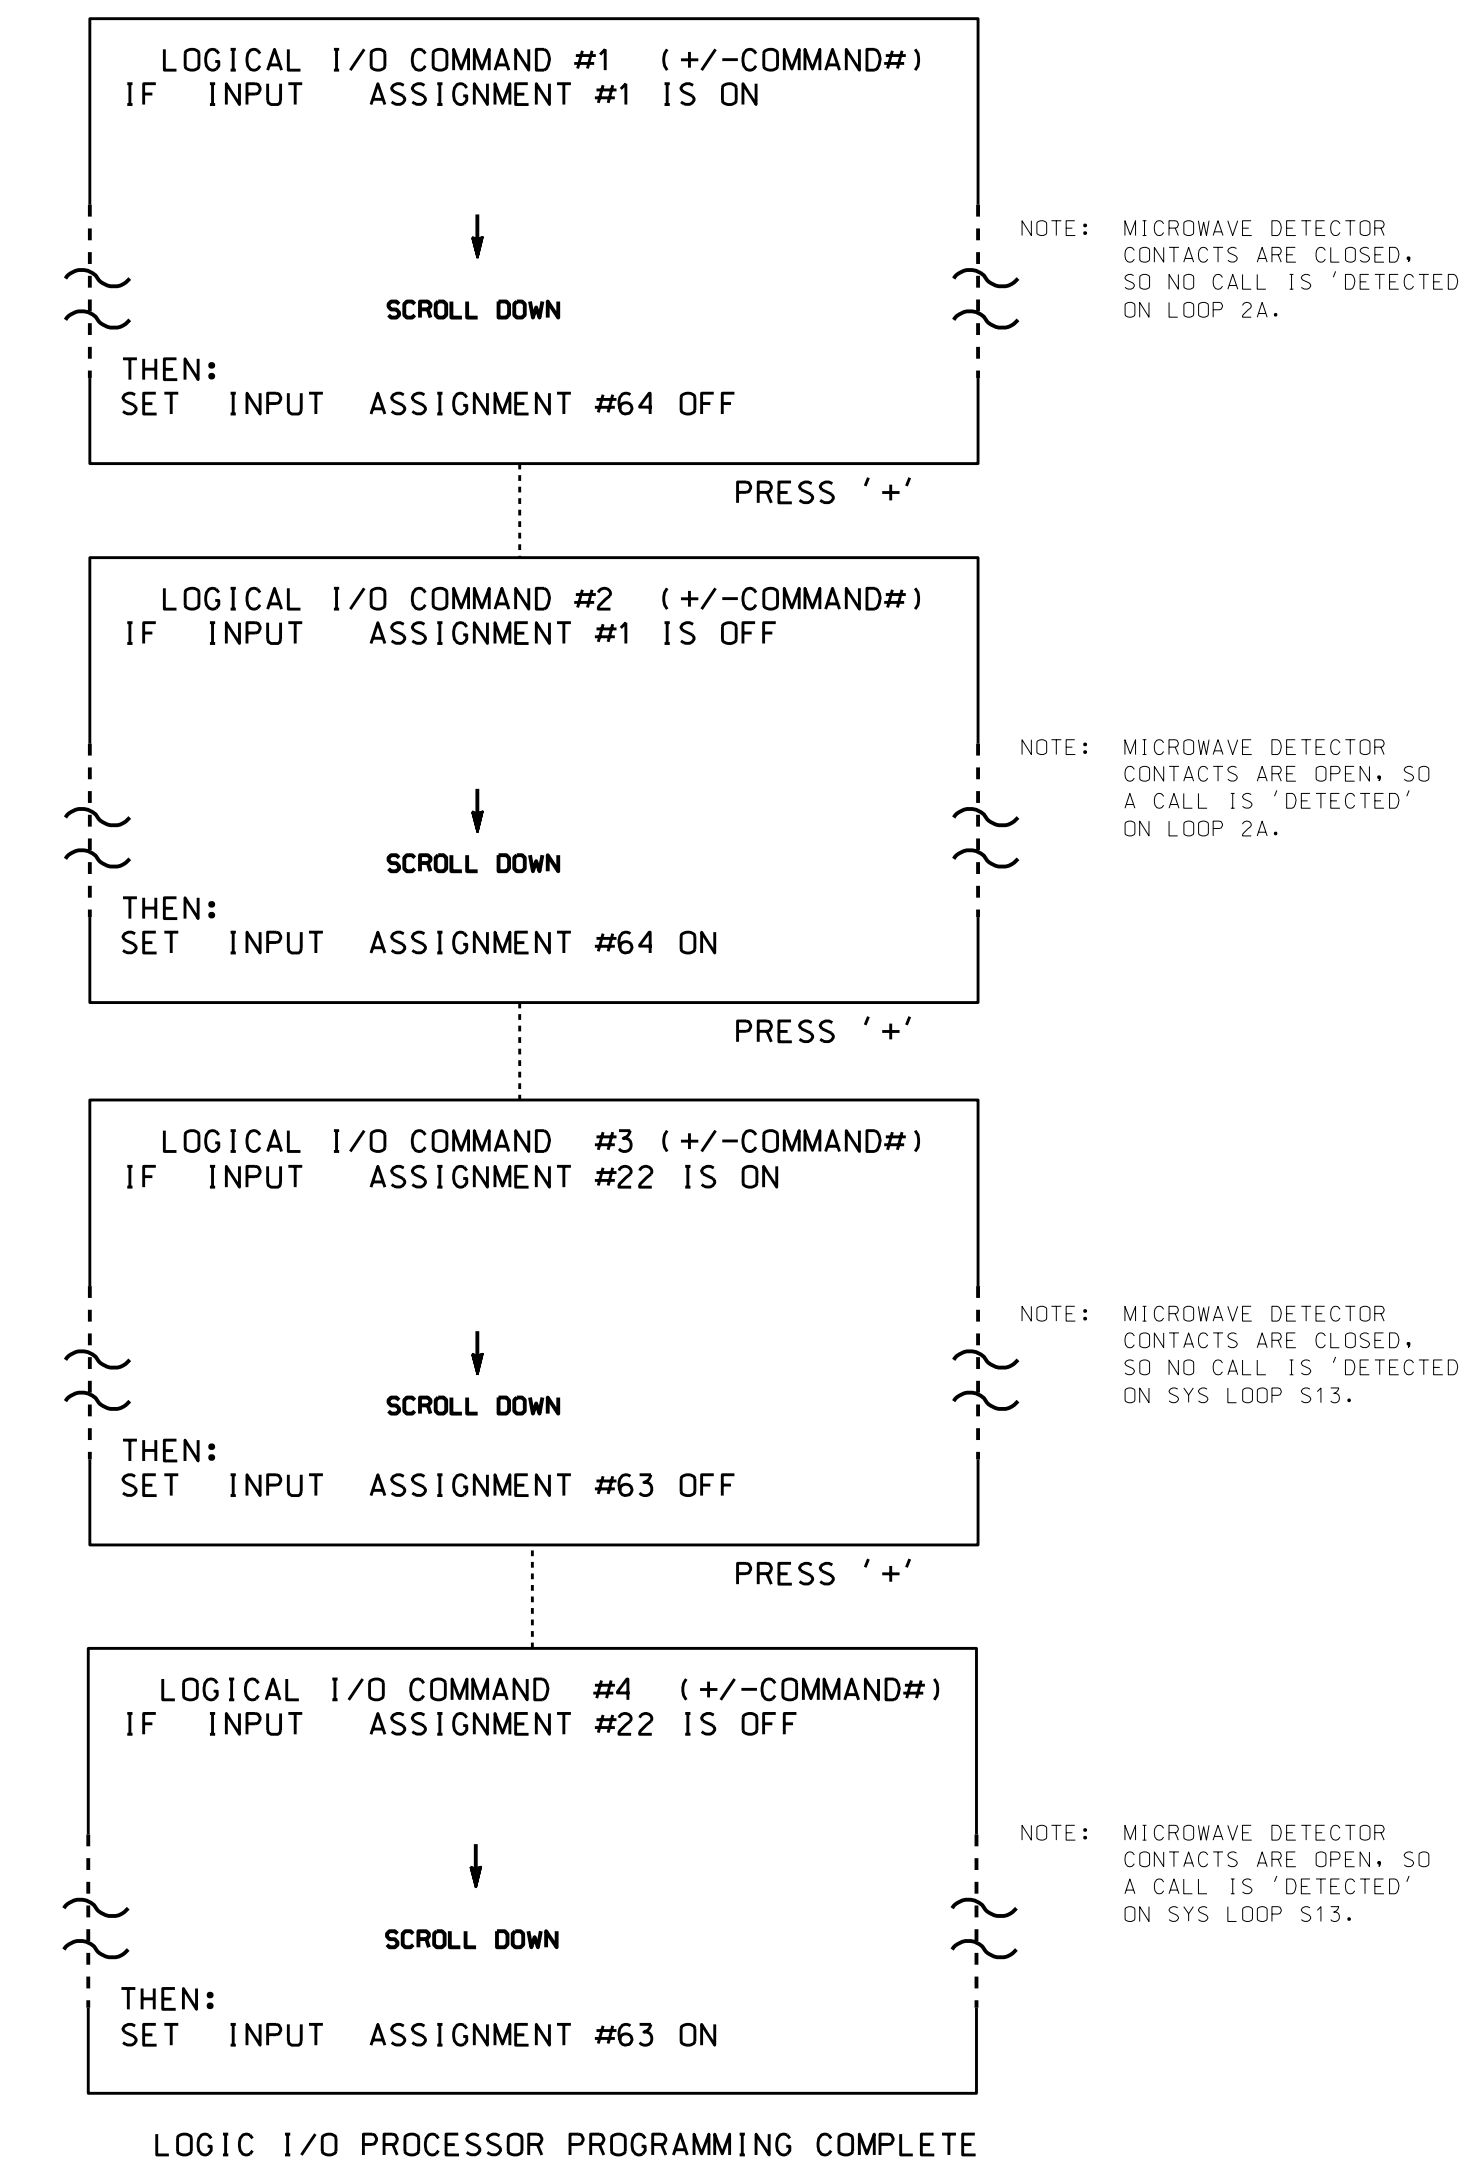 LOGICAL I/O COMMAND #1 (+/-COMMAND#)
IF INPUT ASSIGNMENT #1 IS ON
NOTE: MICROWAVE DETECTOR
CONTACTS ARE CLOSED,
SO NO CALL IS 'DETECTED
ON LOOP 2A.
SCROLL DOWN
THEN:
SET INPUT ASSIGNMENT #64 OFF
PRESS '+'
LOGICAL I/O COMMAND #2 (+/-COMMAND#)
IF INPUT ASSIGNMENT #1 IS OFF
NOTE: MICROWAVE DETECTOR
CONTACTS ARE OPEN, SO
A CALL IS 'DETECTED'
ON LOOP 2A.
SCROLL DOWN
THEN:
SET INPUT ASSIGNMENT #64 ON
PRESS '+'
LOGICAL I/O COMMAND #3 (+/-COMMAND#)
IF INPUT ASSIGNMENT #22 IS ON
NOTE: MICROWAVE DETECTOR
CONTACTS ARE CLOSED,
SO NO CALL IS 'DETECTED
ON SYS LOOP S13.
SCROLL DOWN
THEN:
SET INPUT ASSIGNMENT #63 OFF
PRESS '+'
LOGICAL I/O COMMAND #4 (+/-COMMAND#)
IF INPUT ASSIGNMENT #22 IS OFF
NOTE: MICROWAVE DETECTOR
CONTACTS ARE OPEN, SO
A CALL IS 'DETECTED'
ON SYS LOOP S13.
SCROLL DOWN
THEN:
SET INPUT ASSIGNMENT #63 ON
LOGIC I/O PROCESSOR PROGRAMMING COMPLETE